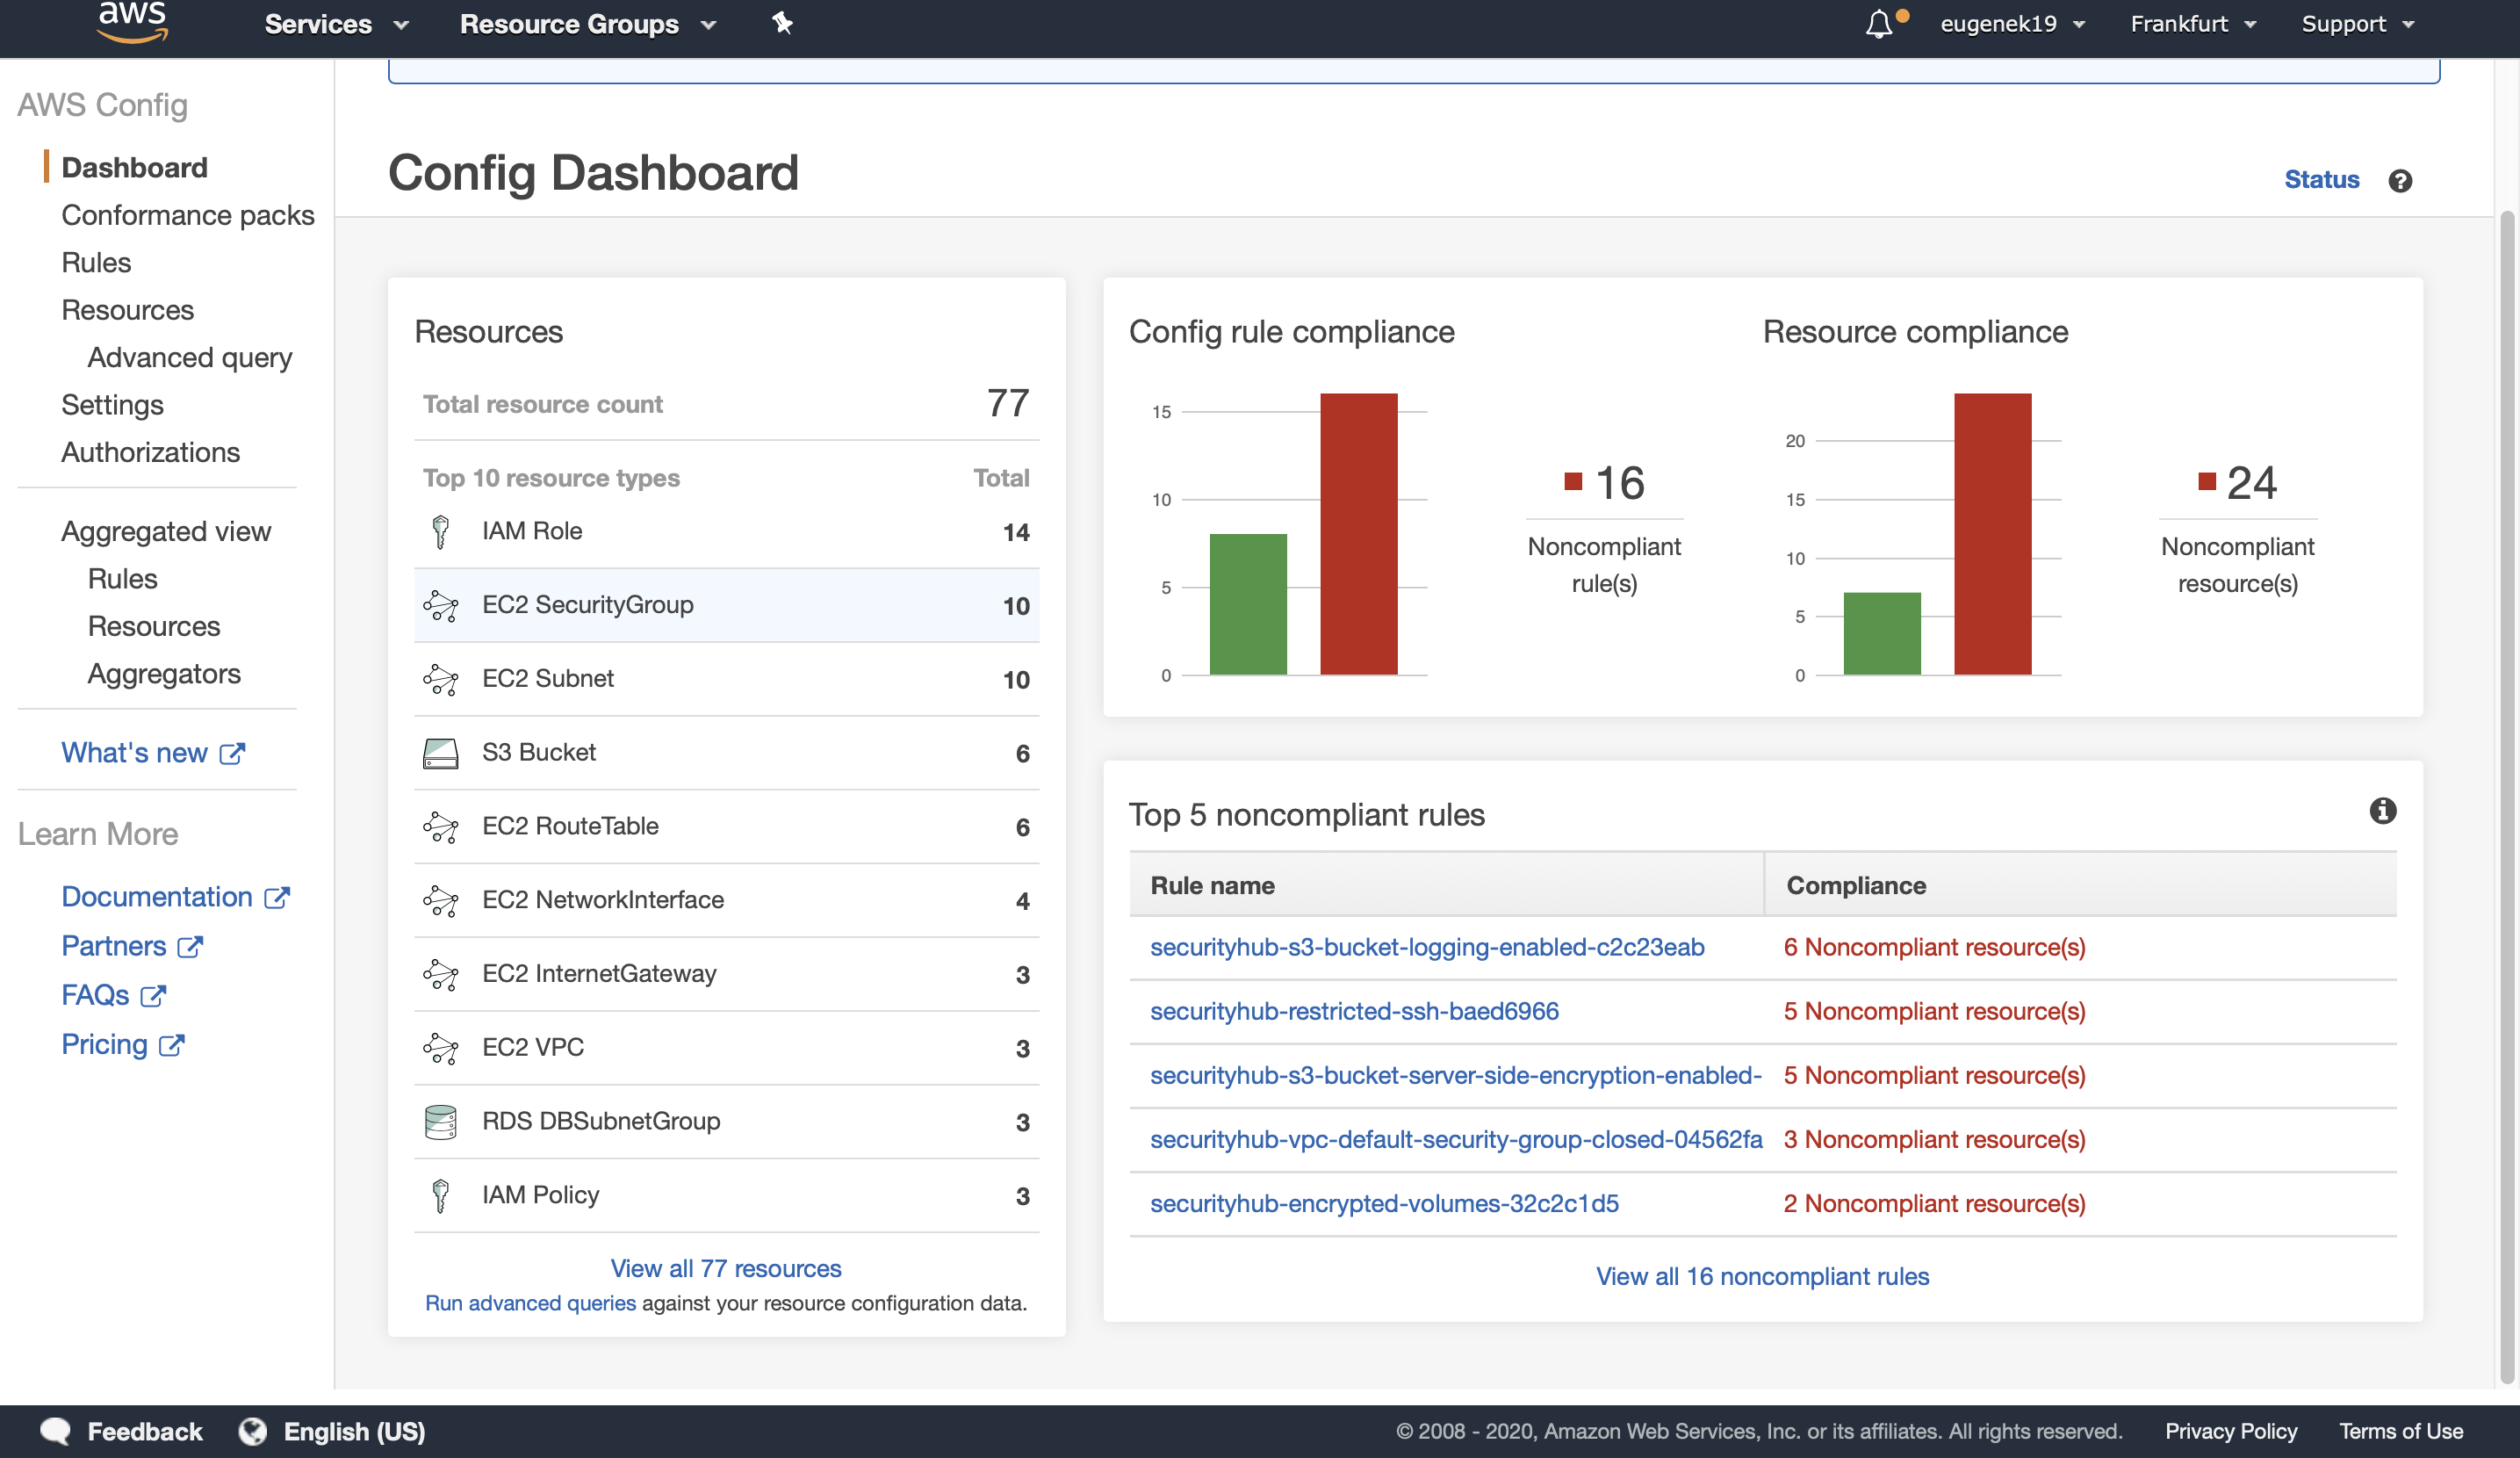 aws
Services
Resource Groups
eugenek19
Frankfurt
Support
AWS Config
Dashboard
Conformance packs
Rules
Resources
Advanced query
Settings
Authorizations
Aggregated view
Rules
Resources
Aggregators
What's new
Learn More
Documentation
Partners
FAQs
Pricing
Config Dashboard
Status
Resources
Total resource count 77
Top 10 resource types Total
IAM Role 14
EC2 SecurityGroup 10
EC2 Subnet 10
S3 Bucket 6
EC2 RouteTable 6
EC2 NetworkInterface 4
EC2 InternetGateway 3
EC2 VPC 3
RDS DBSubnetGroup 3
IAM Policy 3
View all 77 resources
Run advanced queries against your resource configuration data.
Config rule compliance
15
10
5
0
16
Noncompliant
rule(s)
Resource compliance
20
15
10
5
0
24
Noncompliant
resource(s)
Top 5 noncompliant rules
Rule name Compliance
securityhub-s3-bucket-logging-enabled-c2c23eab 6 Noncompliant resource(s)
securityhub-restricted-ssh-baed6966 5 Noncompliant resource(s)
securityhub-s3-bucket-server-side-encryption-enabled- 5 Noncompliant resource(s)
securityhub-vpc-default-security-group-closed-04562fa 3 Noncompliant resource(s)
securityhub-encrypted-volumes-32c2c1d5 2 Noncompliant resource(s)
View all 16 noncompliant rules
Feedback
English (US)
© 2008 - 2020, Amazon Web Services, Inc. or its affiliates. All rights reserved.
Privacy Policy
Terms of Use